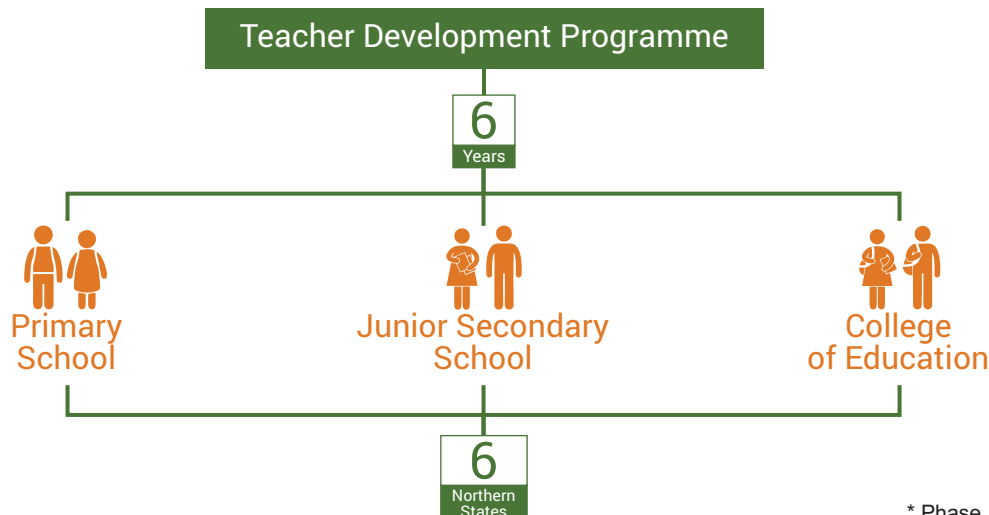 Teacher Development Programme
6
Years
Primary
School
Junior Secondary
School
College
of Education
6
Northern
States
* Phase